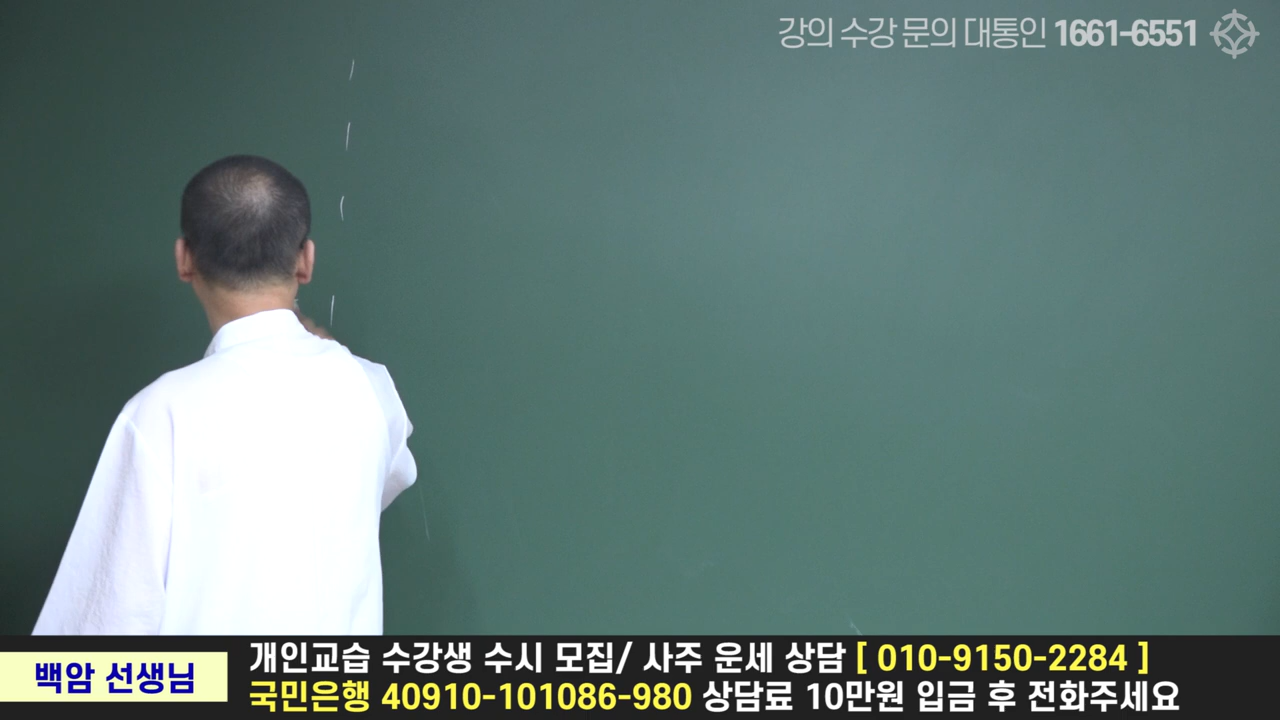 강의 수강 문의 대통인 1661-6551
백암 선생님
개인교습 수강생 수시 모집/ 사주 운세 상담 [ 010-9150-2284 ]
국민은행 40910-101086-980 상담료 10만원 입금 후 전화주세요